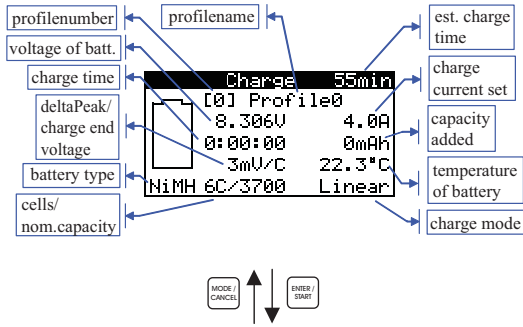 profilenumber
profilename
est. charge
time
voltage of batt.
charge time
deltaPeak/
charge end
voltage
battery type
cells/
nom.capacity
Charge 55min
[0] Profile0
8.306V 4.0A
0:00:00 0mAh
3mV/C 22.3°C
NiMH 6C/3700 Linear
charge
current set
capacity
added
temperature
of battery
charge mode
MODE /
CANCEL
ENTER /
START